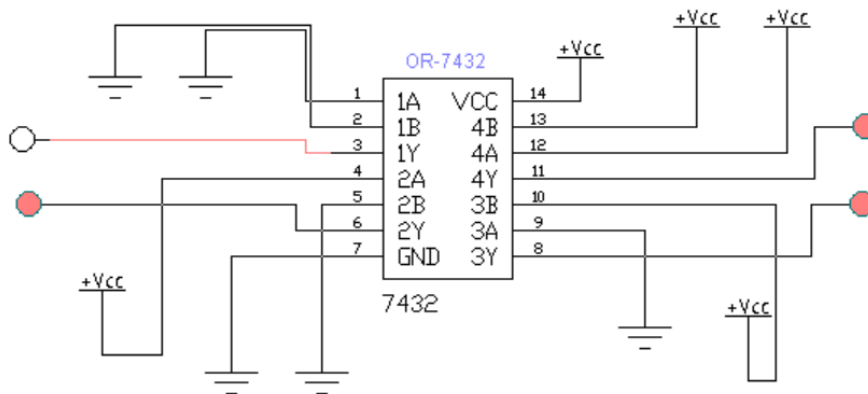 +Vcc +Vcc
+Vcc
OR-7432
1 1A VCC 14
2 1B 4B 13
3 1Y 4A 12
4 2A 4Y 11
5 2B 3B 10
6 2Y 3A 9
7 GND 3Y 8
+Vcc
7432
+Vcc